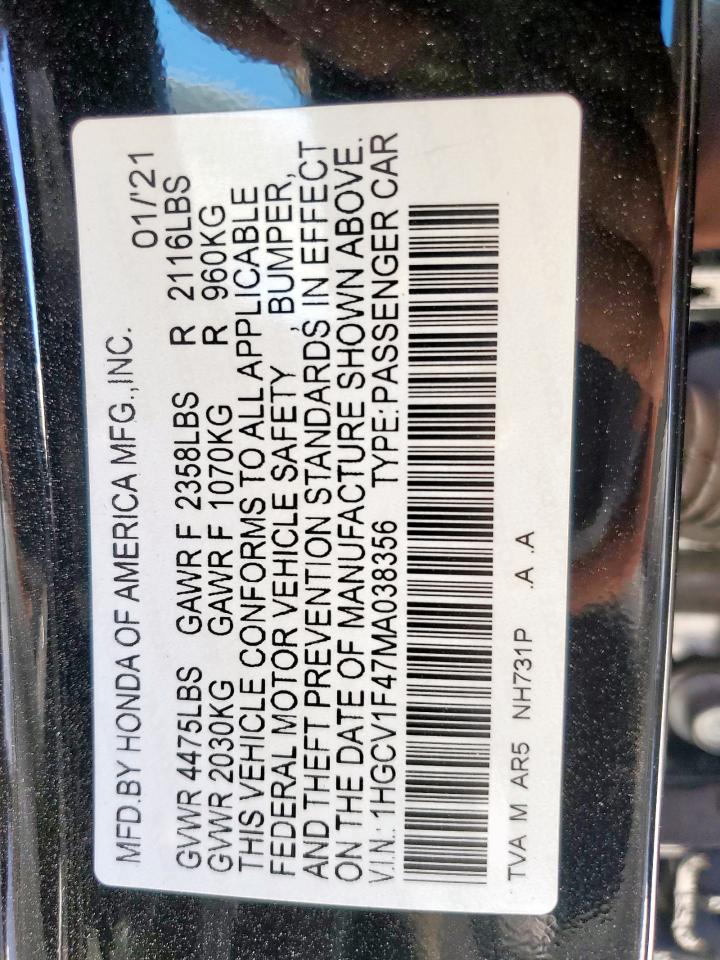 MFD.BY HONDA OF AMERICA MFG.,INC. 01/'21
GVWR 4475LBS GAWR F 2358LBS R 2116LBS
GVWR 2030KG GAWR F 1070KG R 960KG
THIS VEHICLE CONFORMS TO ALL APPLICABLE
FEDERAL MOTOR VEHICLE SAFETY , BUMPER,
AND THEFT PREVENTION STANDARDS IN EFFECT
ON THE DATE OF MANUFACTURE SHOWN ABOVE.
V.I.N.: 1HGCV1F47MA038356 TYPE:PASSENGER CAR
TVA M AR5 NH731P .A .A